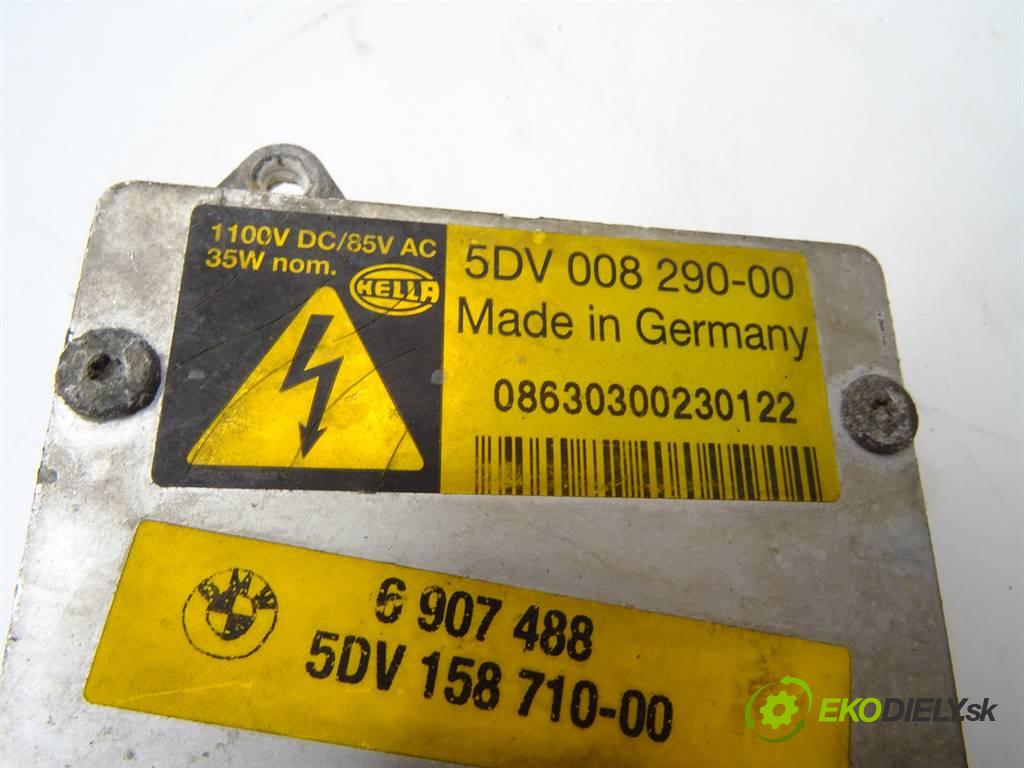 1100V DC/85V AC
35W nom.
HELLA
5DV 008 290-00
Made in Germany
08630300230122
BMW
6 907 488
5DV 158 710-00
EKODIELY.sk